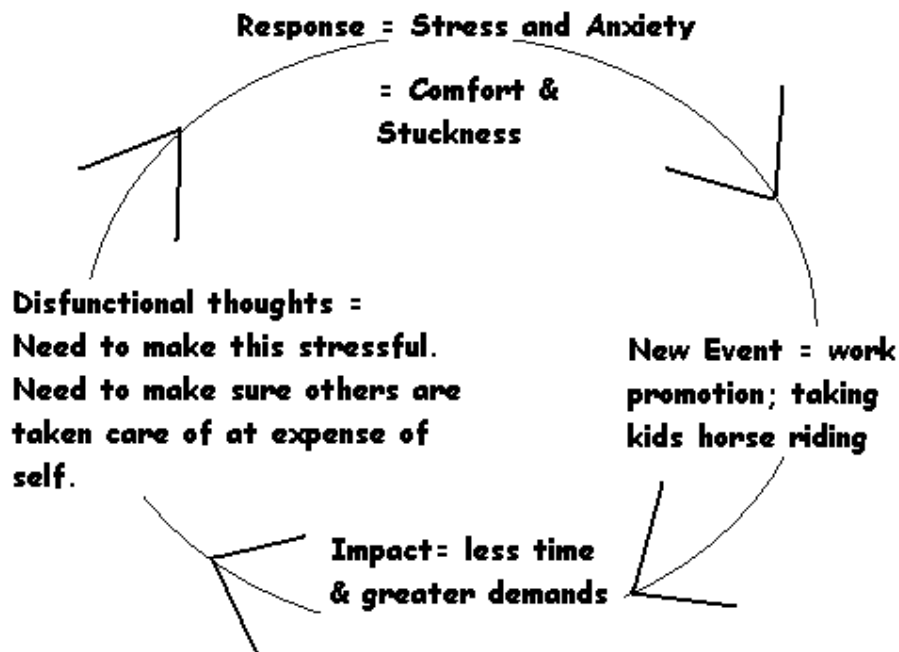 Response = Stress and Anxiety
= Comfort &
Stuckness
Disfunctional thoughts =
Need to make this stressful.
Need to make sure others are
taken care of at expense of
self.
New Event = work
promotion; taking
kids horse riding
Impact= less time
& greater demands